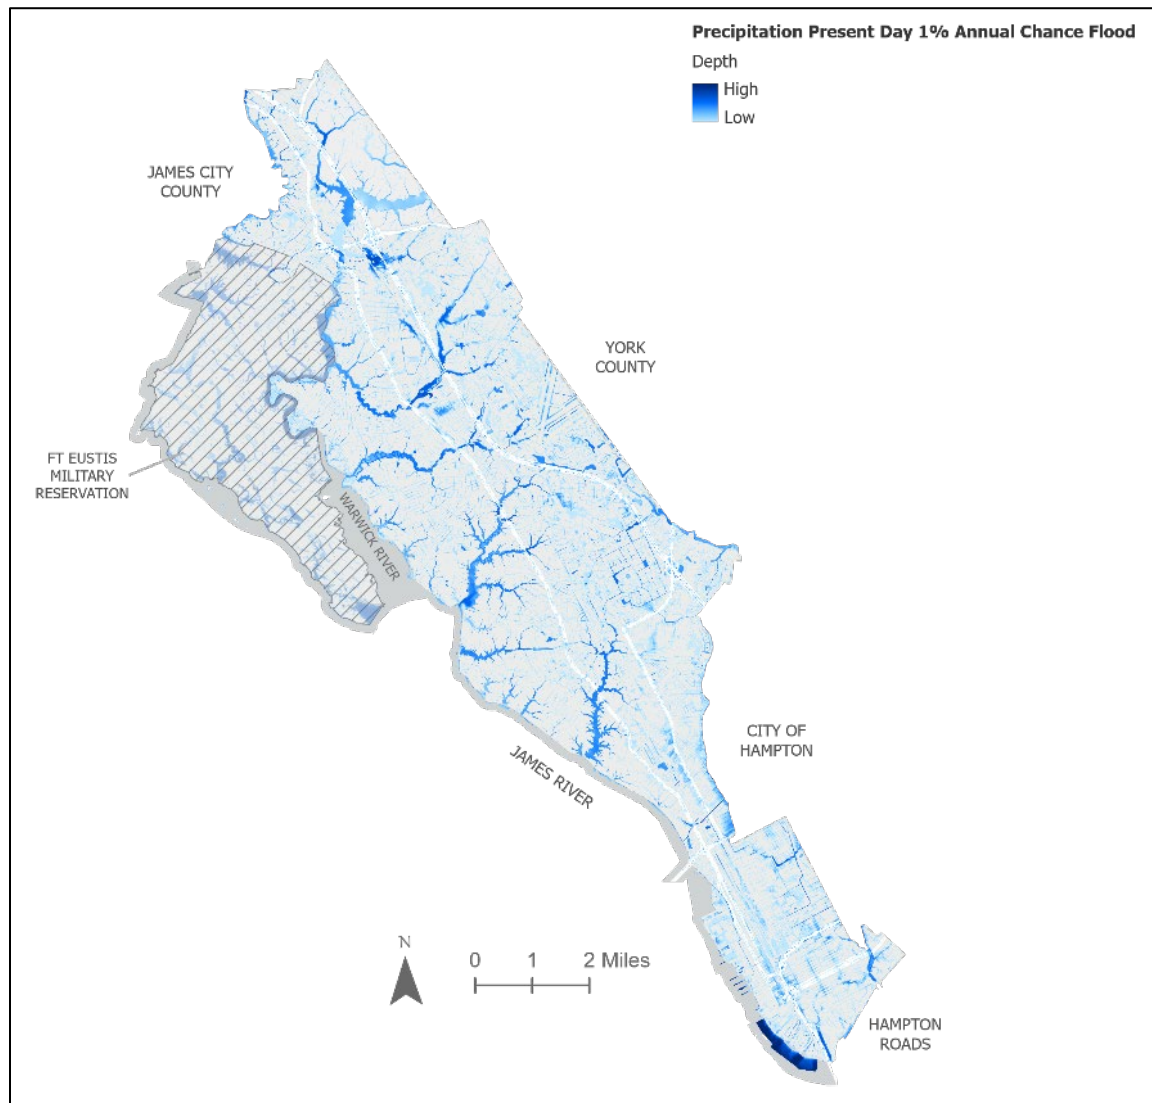 Precipitation Present Day 1% Annual Chance Flood
Depth
High
Low
JAMES CITY
COUNTY
YORK
COUNTY
FT EUSTIS
MILITARY
RESERVATION
WARWICK RIVER
CITY OF
HAMPTON
JAMES RIVER
N
0 1 2 Miles
HAMPTON
ROADS